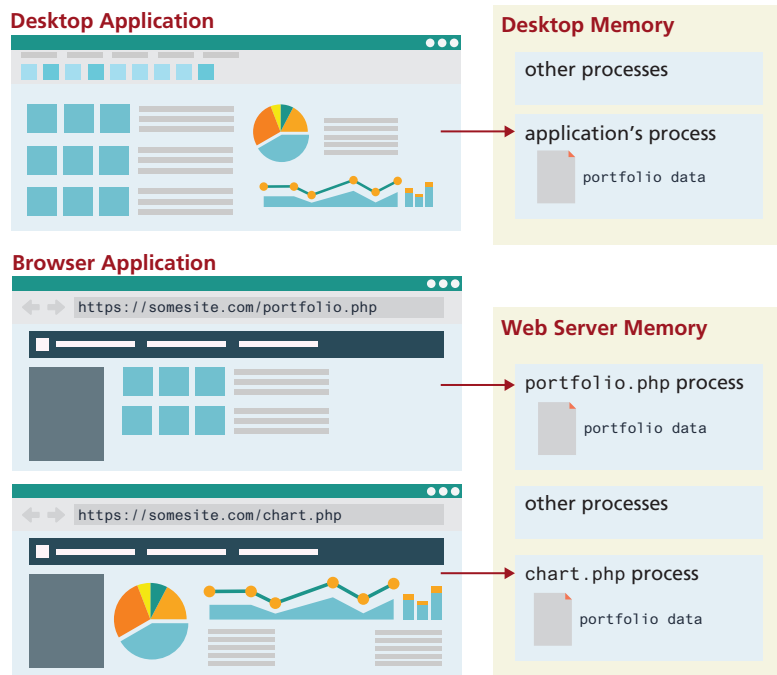 Desktop Application
Desktop Memory
other processes
application's process
portfolio data
Browser Application
https://somesite.com/portfolio.php
Web Server Memory
portfolio.php process
portfolio data
other processes
https://somesite.com/chart.php
chart.php process
portfolio data